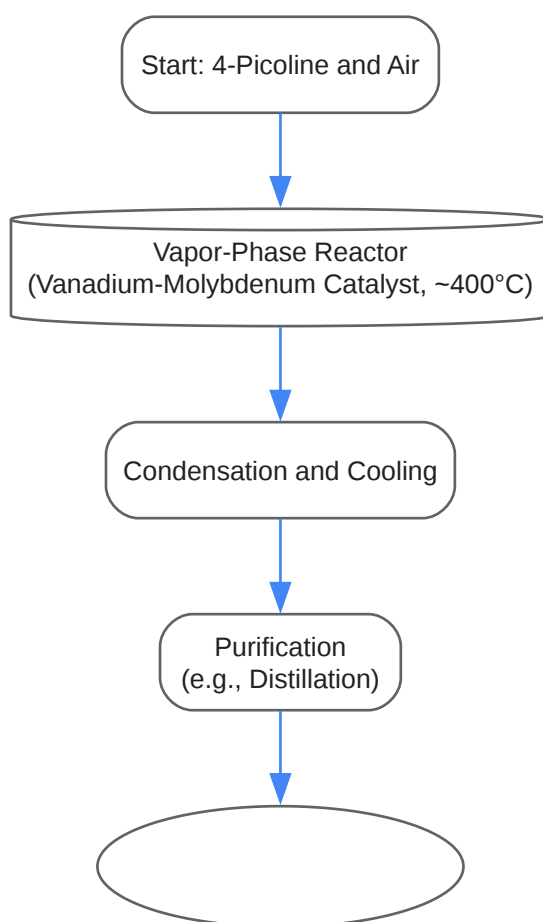 Start: 4-Picoline and Air
Vapor-Phase Reactor
(Vanadium-Molybdenum Catalyst, ~400°C)
Condensation and Cooling
Purification
(e.g., Distillation)